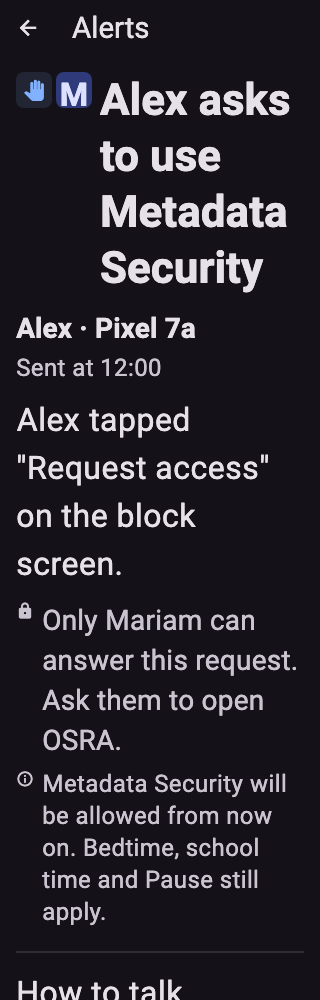 Alerts
M
Alex asks
to use
Metadata
Security
Alex · Pixel 7a
Sent at 12:00
Alex tapped
"Request access"
on the block
screen.
Only Mariam can
answer this request.
Ask them to open
OSRA.
Metadata Security will
be allowed from now
on. Bedtime, school
time and Pause still
apply.
How to talk